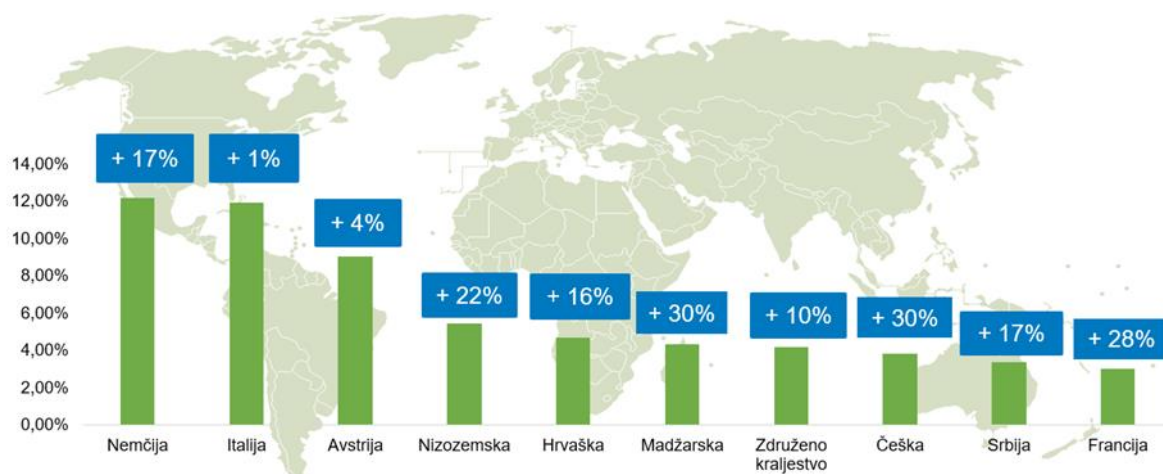 14,00%
12,00%
10,00%
8,00%
6,00%
4,00%
2,00%
0,00%
+ 17%
+ 1%
+ 4%
+ 22%
+ 16%
+ 30%
+ 10%
+ 30%
+ 17%
+ 28%
Nemčija
Italija
Avstrija
Nizozemska
Hrvaška
Madžarska
Združeno
kraljestvo
Češka
Srbija
Francija